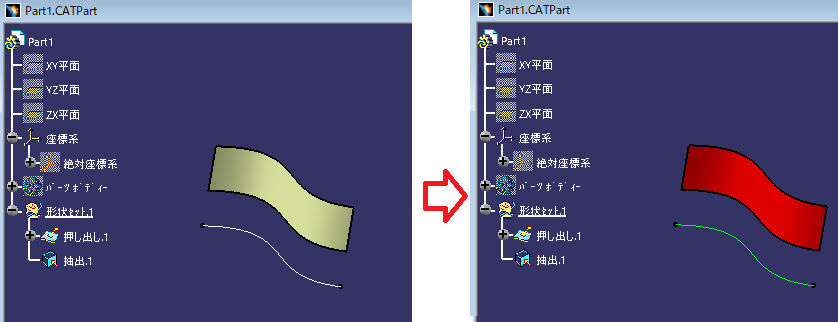 Part1.CATPart
Part1
XY平面
YZ平面
ZX平面
座標系
絶対座標系
ﾊﾟｰﾂﾎﾞﾃﾞｨｰ
形状セット.1
押し出し.1
抽出.1
Part1.CATPart
Part1
XY平面
YZ平面
ZX平面
座標系
絶対座標系
ﾊﾟｰﾂﾎﾞﾃﾞｨｰ
形状セット.1
押し出し.1
抽出.1